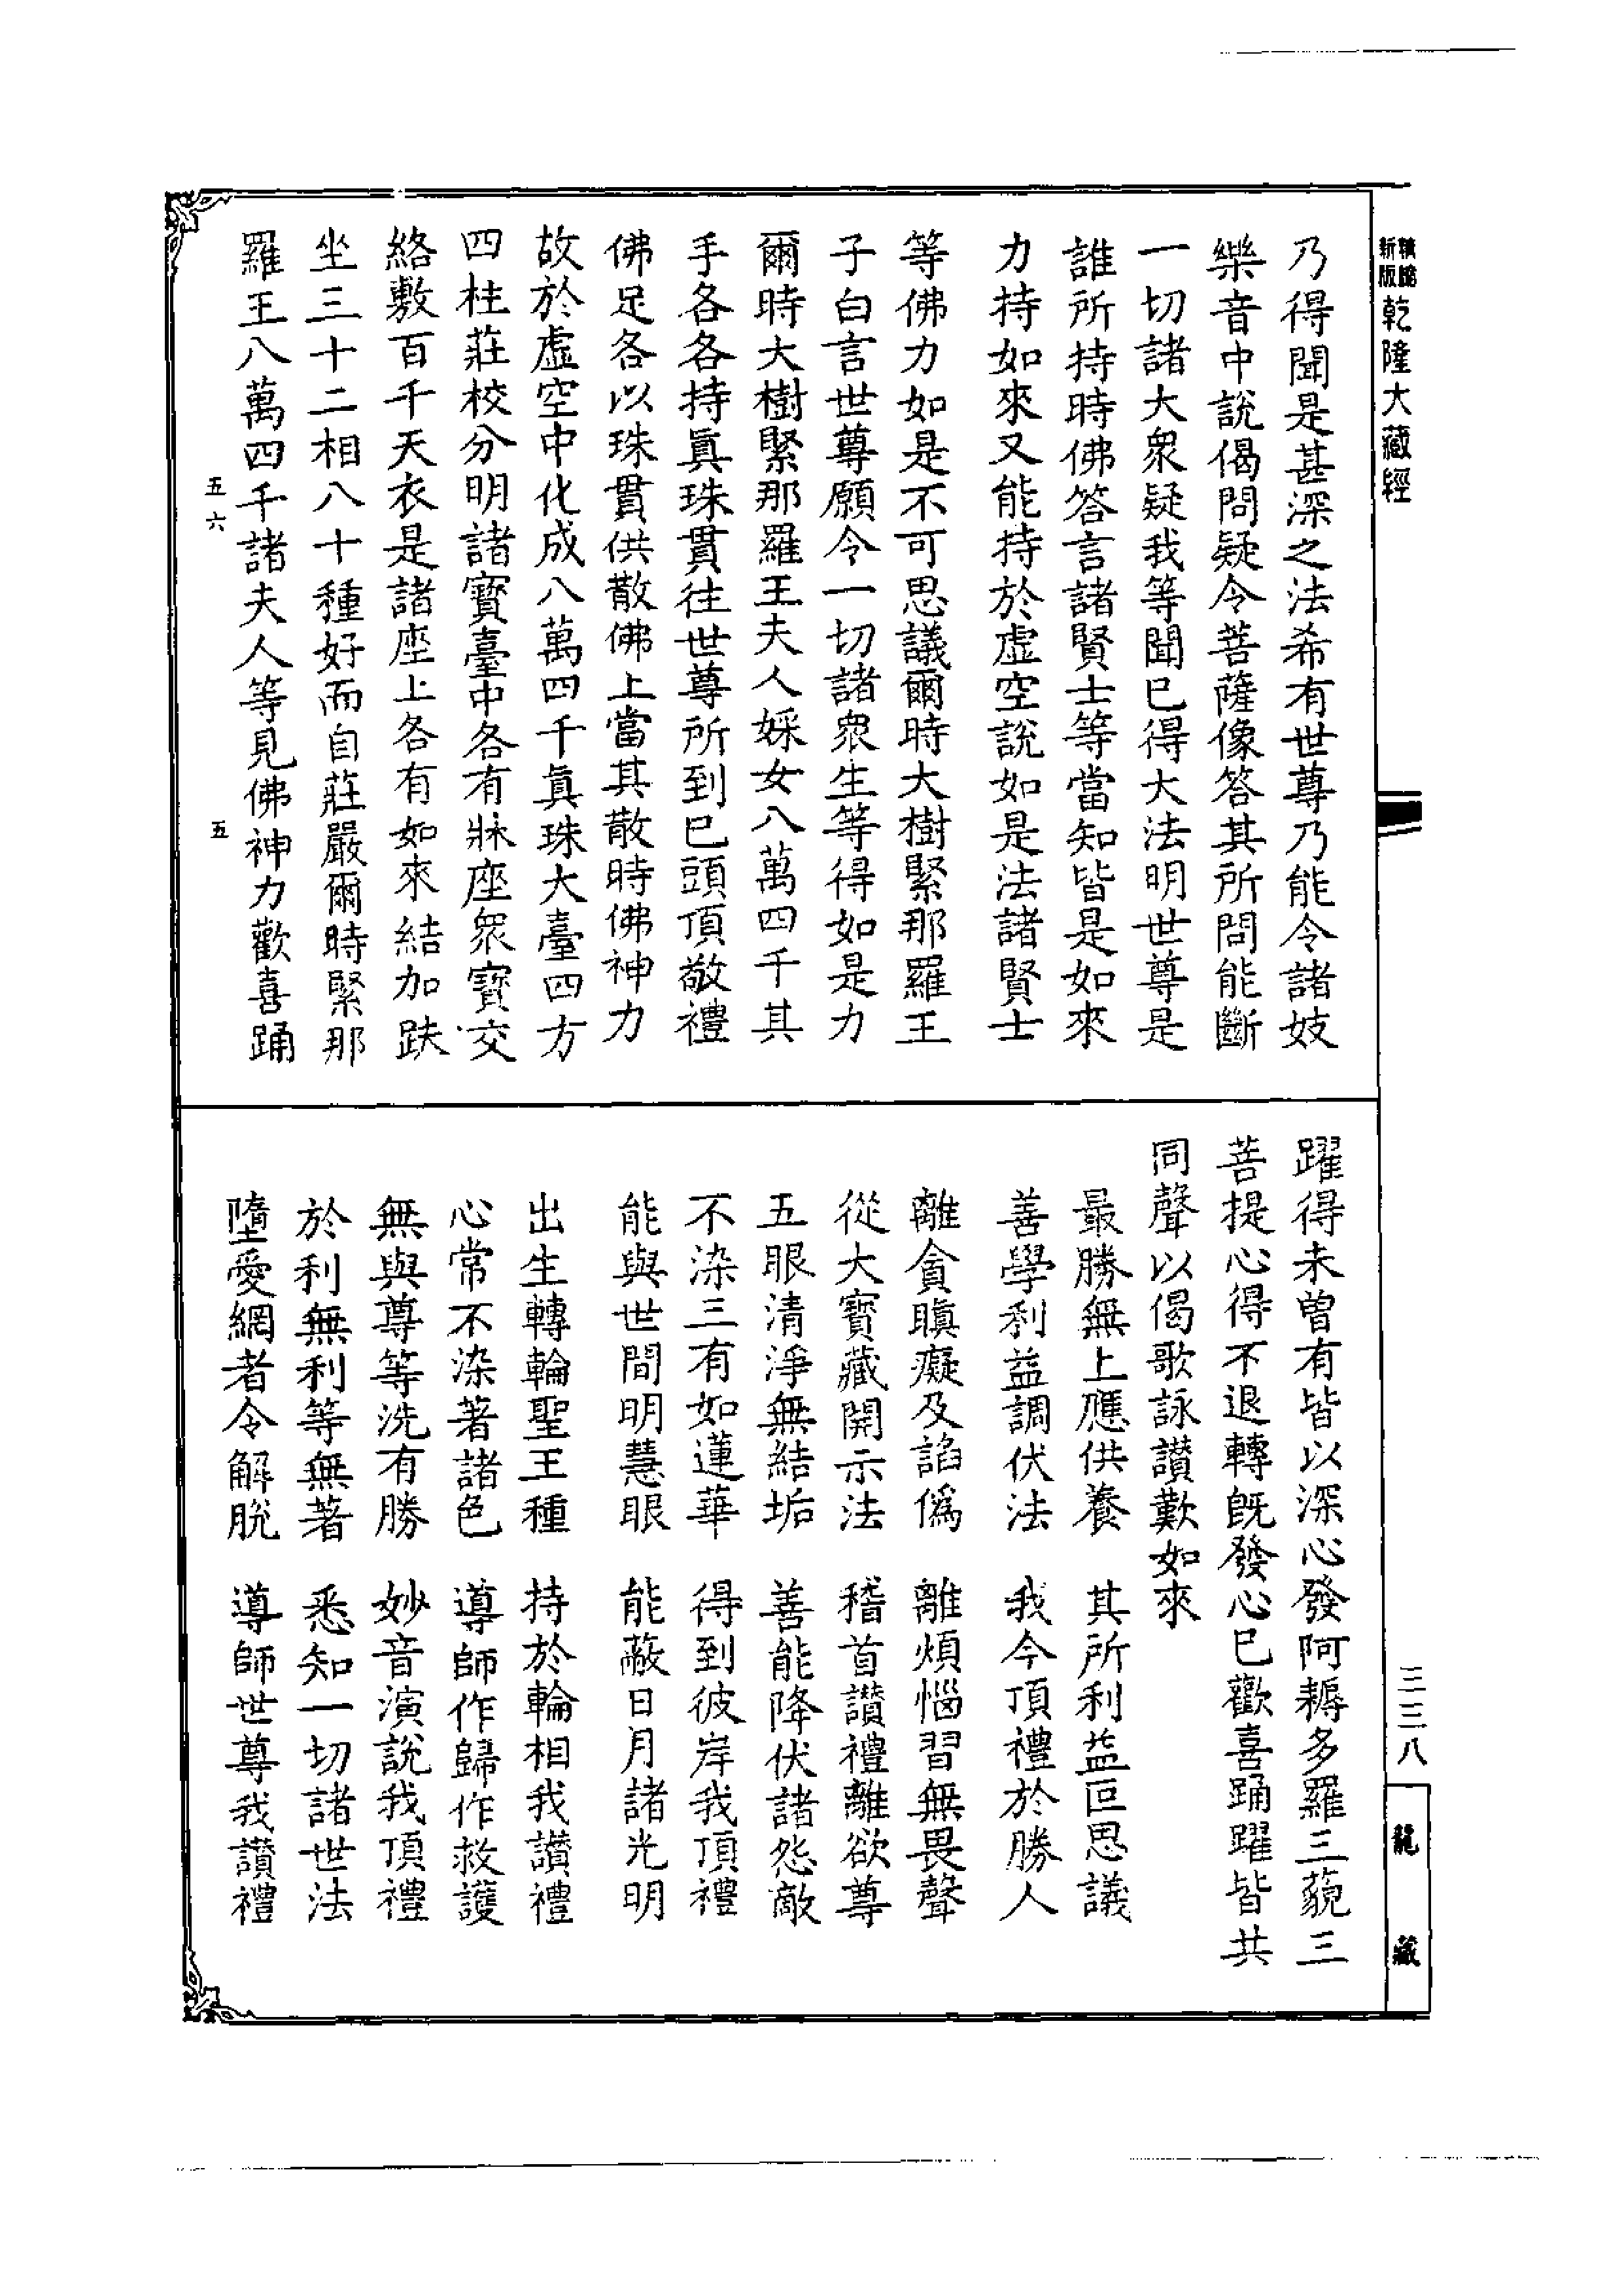 新版
乾隆大藏經
乃得聞是甚深之法希有世尊乃能令諸妓
樂音中說偈問疑令菩薩像答其所問能斷
一切諸大衆疑我等聞已得大法明世尊是
誰所持時佛答言諸賢士等當知皆是如來
力持如來又能持於虛空說如是法諸賢士
等佛力如是不可思議爾時大樹緊那羅王
子白言世尊願令一切諸衆生等得如是力
爾時大樹緊那羅王夫人婇女八萬四千其
手各各持真珠貫往世尊所到已頭頂敬禮
佛足各以珠貫供散佛上當其散時佛神力
故於虛空中化成八萬四千真珠大臺四方
四柱莊校分明諸寶臺中各有牀座衆寶交
絡敷百千天衣是諸座上各有如來結加趺
坐三十二相八十種好而自莊嚴爾時緊那
羅王八萬四千諸夫人等見佛神力歡喜踊
五六
五
躍得未曾有皆以深心發阿耨多羅三藐三
菩提心得不退轉既發心已歡喜踊躍皆共
同聲以偈歌詠讚歎如來
最勝無上應供養　其所利益叵思議
善學利益調伏法　我今頂禮於勝人
離貪瞋癡及諂僞　離煩惱習無畏聲
從大寶藏開示法　稽首讚禮離欲尊
五眼清淨無結垢　善能降伏諸怨敵
不染三有如蓮華　得到彼岸我頂禮
能與世間明慧眼　能蔽日月諸光明
出生轉輪聖王種　持於輪相我讚禮
心常不染著諸色　導師作歸作救護
無與尊等洗有勝　妙音演說我頂禮
於利無利等無著　悉知一切諸世法
墮愛網者令解脫　導師世尊我讚禮
三三八
龍藏